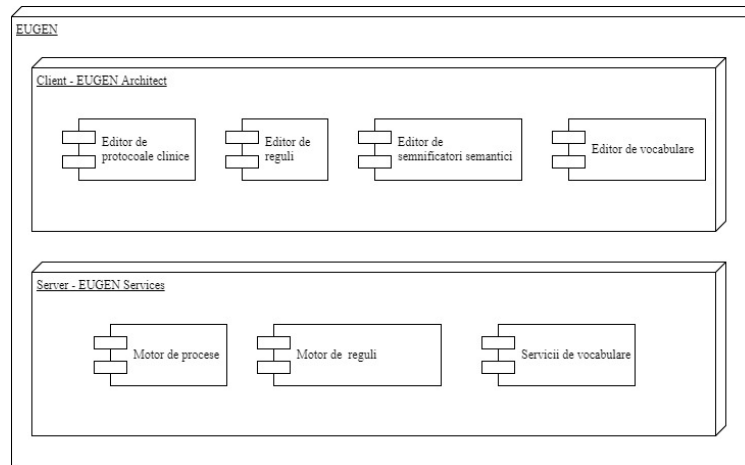 EUGEN
Client - EUGEN Architect
Editor de
protocoale clinice
Editor de
reguli
Editor de
semnificatori semantici
Editor de vocabulare
Server - EUGEN Services
Motor de procese
Motor de reguli
Servicii de vocabulare